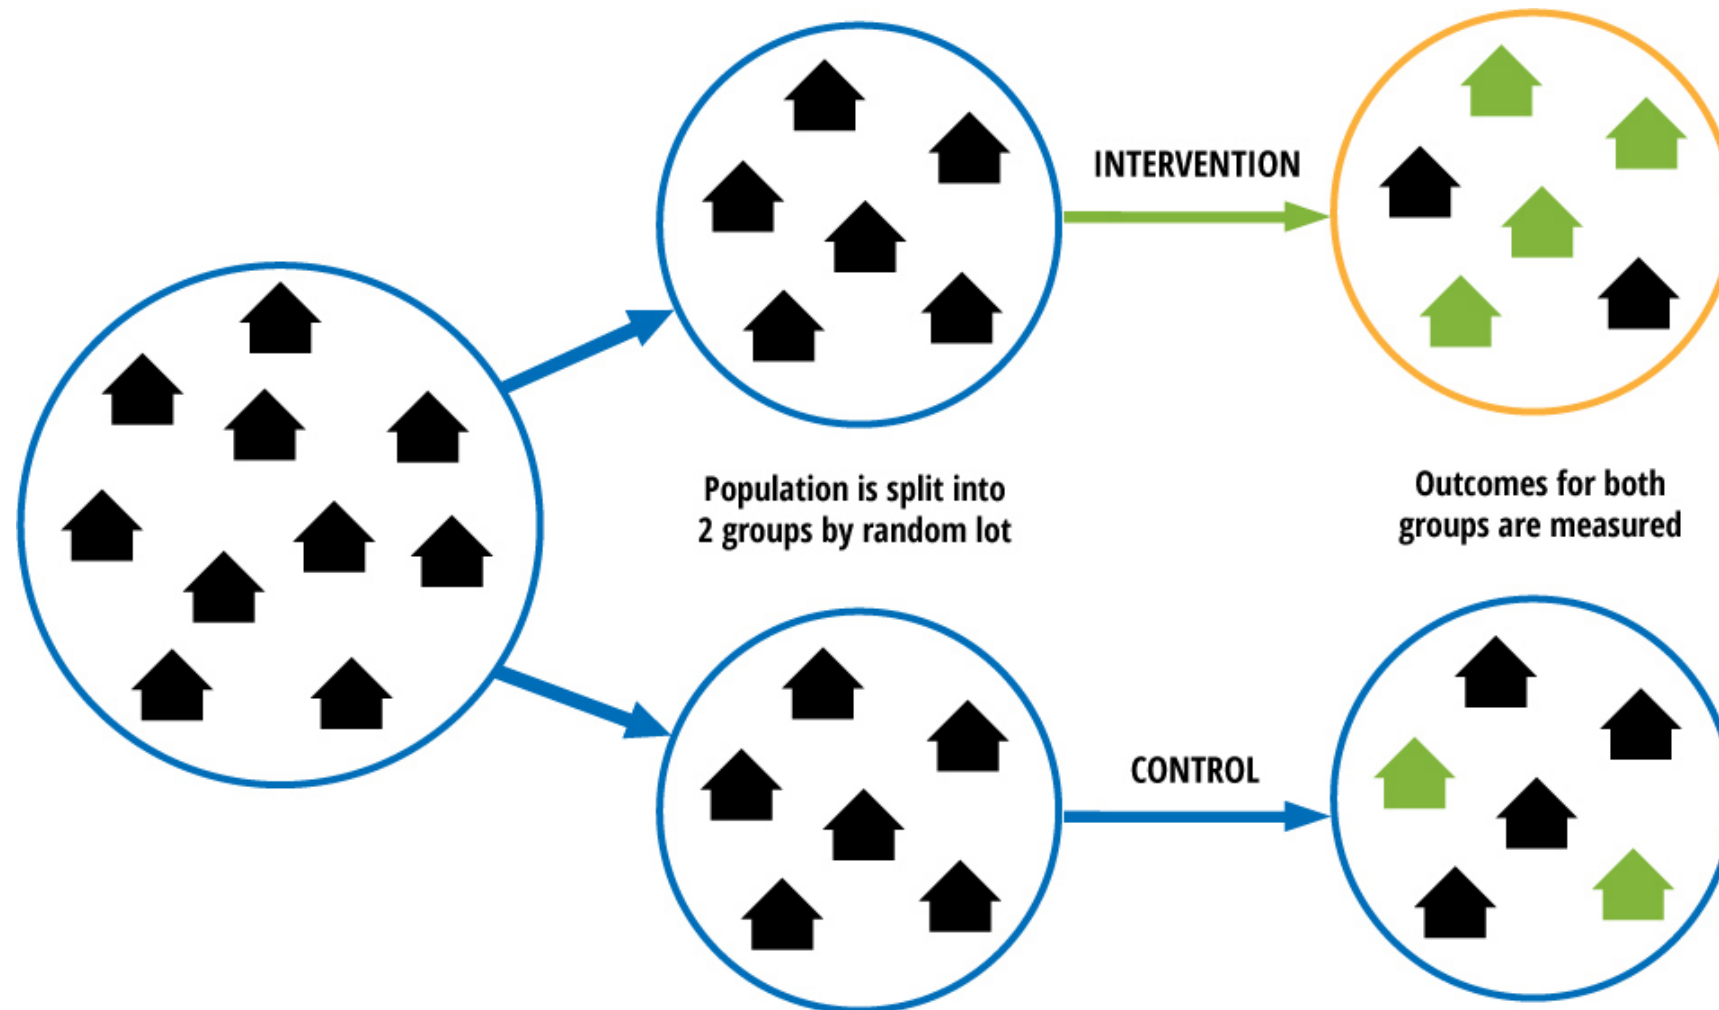 INTERVENTION
Population is split into
2 groups by random lot
Outcomes for both
groups are measured
CONTROL